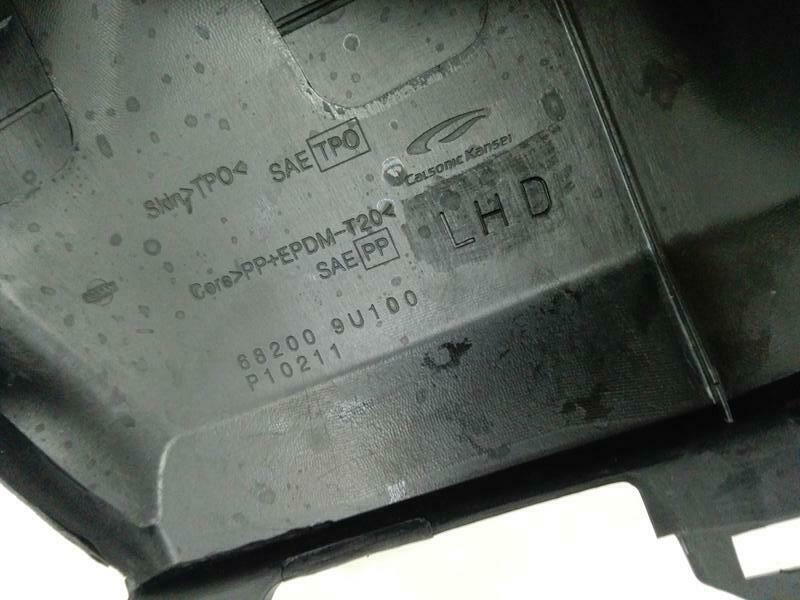 Skin>TPO<
SAE TPO
Calsonic Kansei
Core>PP+EPDM-T20<
SAE PP
LHD
68200 9U100
P10211